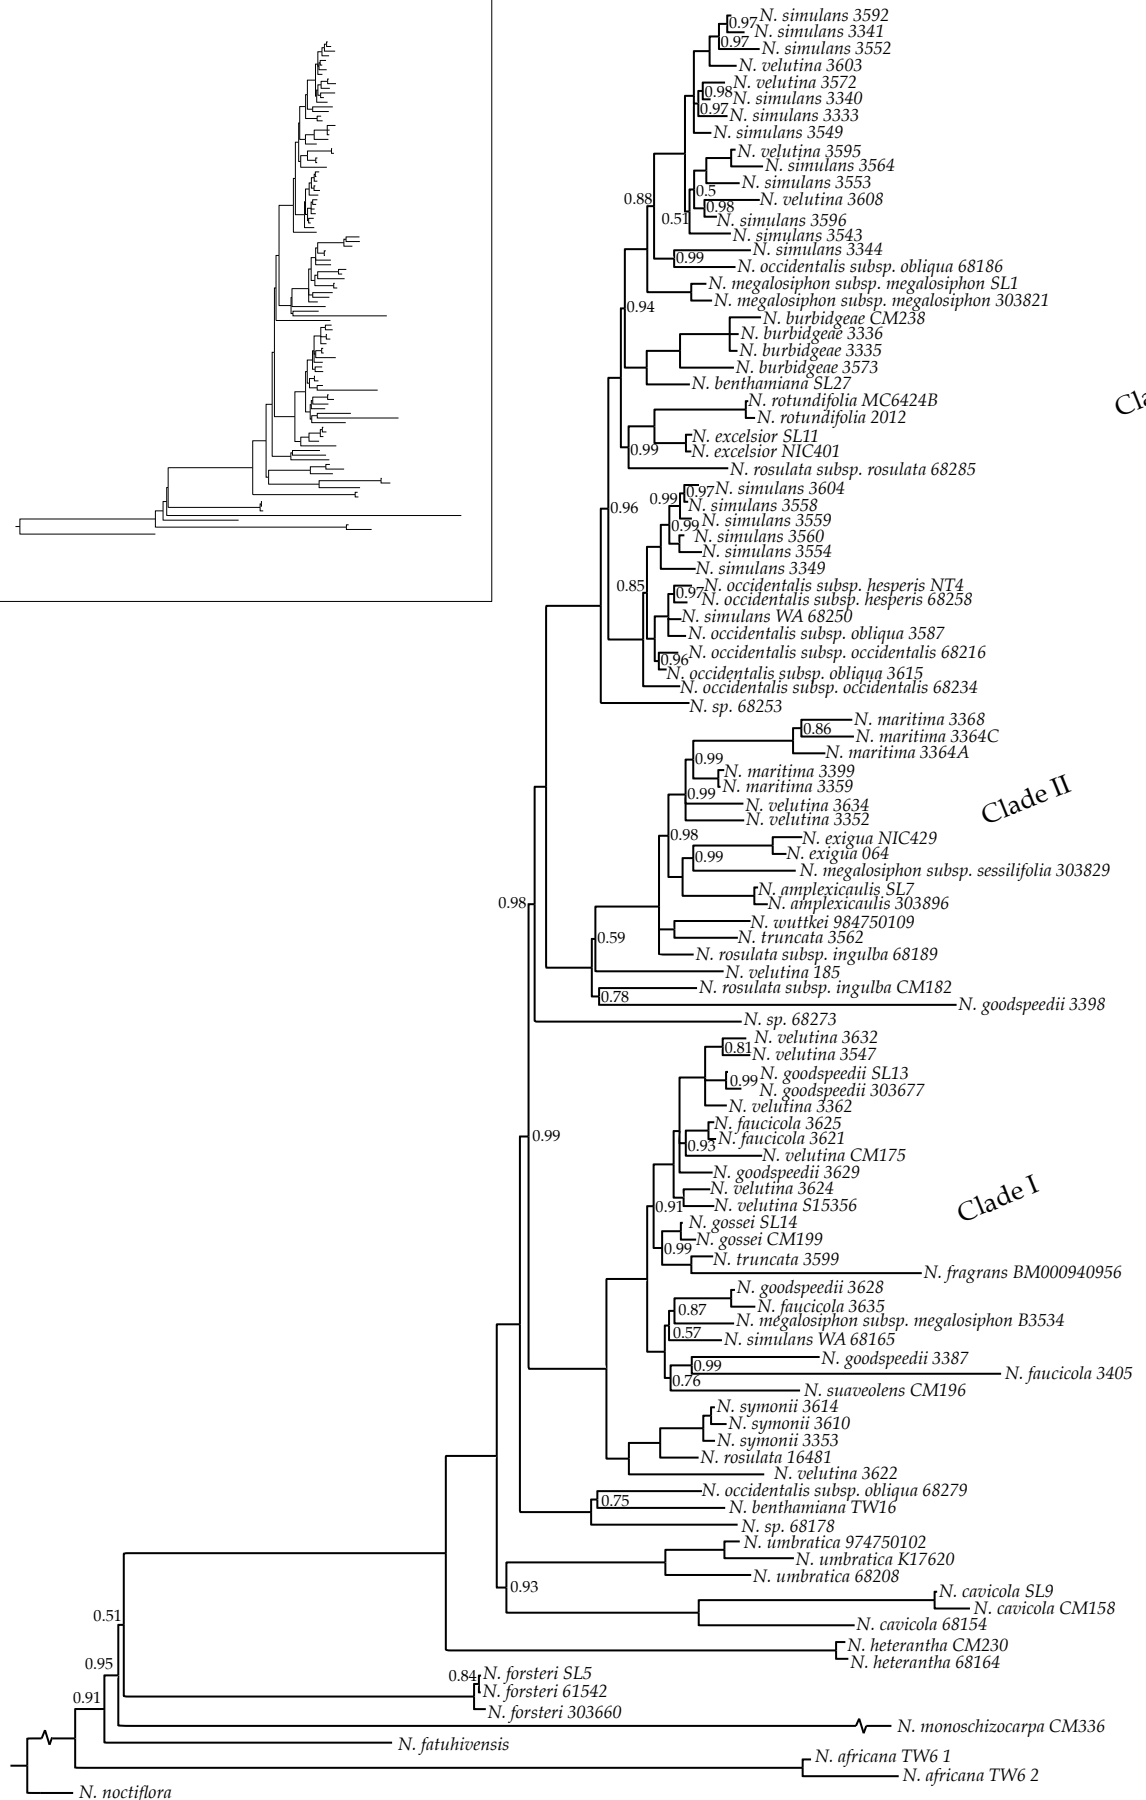 0.97 N. simulans 3592
N. simulans 3341
0.97 N. simulans 3552
N. velutina 3603
N. velutina 3572
0.98 N. simulans 3340
0.97 N. simulans 3333
N. simulans 3549
N. velutina 3595
N. simulans 3564
N. simulans 3553
0.5
0.88 N. velutina 3608
0.98
0.51 N. simulans 3596
N. simulans 3543
N. simulans 3344
0.99
N. occidentalis subsp. obliqua 68186
N. megalosiphon subsp. megalosiphon SL1
N. megalosiphon subsp. megalosiphon 303821
0.94
N. burbidgeae CM238
N. burbidgeae 3336
N. burbidgeae 3335
N. burbidgeae 3573
N. benthamiana SL27
N. rotundifolia MC6424B
Cla
N. rotundifolia 2012
N. excelsior SL11
0.99 N. excelsior NIC401
N. rosulata subsp. rosulata 68285
0.97 N. simulans 3604
0.99 N. simulans 3558
0.96
N. simulans 3559
0.99
N. simulans 3560
N. simulans 3554
N. simulans 3349
0.85 N. occidentalis subsp. hesperis NT4
0.97
N. occidentalis subsp. hesperis 68258
N. simulans WA 68250
N. occidentalis subsp. obliqua 3587
N. occidentalis subsp. occidentalis 68216
0.96
N. occidentalis subsp. obliqua 3615
N. occidentalis subsp. occidentalis 68234
N. sp. 68253
N. maritima 3368
0.86
N. maritima 3364C
N. maritima 3364A
0.99
N. maritima 3399
N. maritima 3359
0.99
N. velutina 3634
Clade II
N. velutina 3352
0.98
N. exigua NIC429
0.99 N. exigua 064
N. megalosiphon subsp. sessilifolia 303829
N. amplexicaulis SL7
0.98 N. amplexicaulis 303896
N. wuttkei 984750109
0.59 N. truncata 3562
N. rosulata subsp. ingulba 68189
N. velutina 185
N. rosulata subsp. ingulba CM182
0.78
N. goodspeedii 3398
N. sp. 68273
N. velutina 3632
0.81
N. velutina 3547
N. goodspeedii SL13
0.99
N. goodspeedii 303677
N. velutina 3362
N. faucicola 3625
0.99
N. faucicola 3621
0.93
N. velutina CM175
N. goodspeedii 3629
N. velutina 3624
Clade I
0.91 N. velutina S15356
N. gossei SL14
N. gossei CM199
0.99
N. truncata 3599
N. fragrans BM000940956
N. goodspeedii 3628
N. faucicola 3635
0.87
N. megalosiphon subsp. megalosiphon B3534
0.57
N. simulans WA 68165
N. goodspeedii 3387
0.99
N. faucicola 3405
0.76
N. suaveolens CM196
N. symonii 3614
N. symonii 3610
N. symonii 3353
N. rosulata 16481
N. velutina 3622
N. occidentalis subsp. obliqua 68279
0.75
N. benthamiana TW16
N. sp. 68178
N. umbratica 974750102
N. umbratica K17620
N. umbratica 68208
0.93
N. cavicola SL9
N. cavicola CM158
0.51
N. cavicola 68154
N. heterantha CM230
N. heterantha 68164
0.95
0.84 N. forsteri SL5
N. forsteri 61542
0.91
N. forsteri 303660
N. monoschizocarpa CM336
N. fatuhivensis
N. africana TW6 1
N. africana TW6 2
N. noctiflora